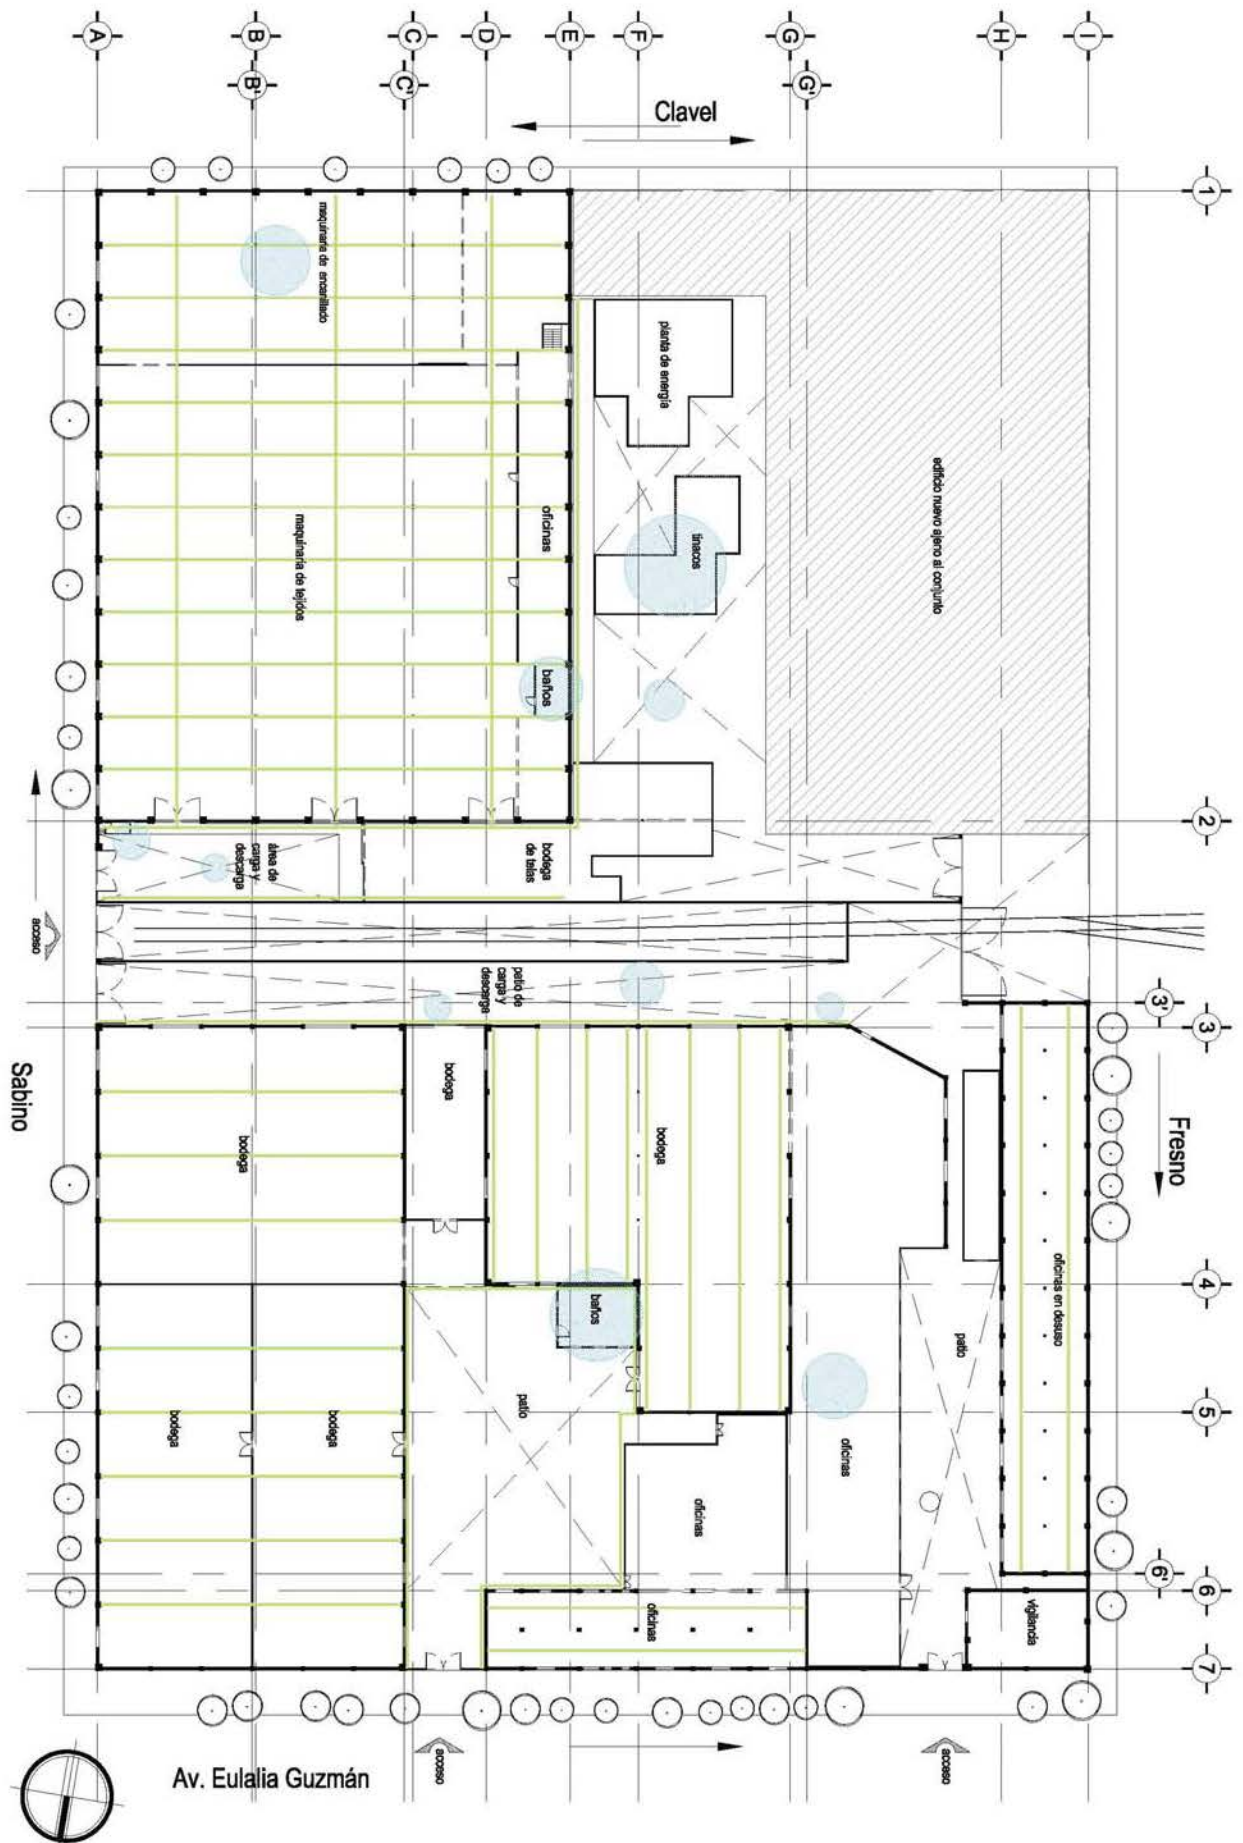 A
B
C
D
E
F
G
H
I
B'
C'
G'
Clavel
1
maquinaria de encanillado
planta de energía
edificio nuevo ajeno al conjunto
oficinas
maquinaria de tejidos
tinacos
baños
2
área de
carga y
descarga
bodega
de telas
acceso
patio de
carga y
descarga
3'
3
Sabino
Fresno
bodega
bodega
bodega
oficinas en desuso
4
baños
patio
patio
5
bodega
bodega
oficinas
oficinas
6'
6
oficinas
vigilancia
7
acceso
acceso
Av. Eulalia Guzmán